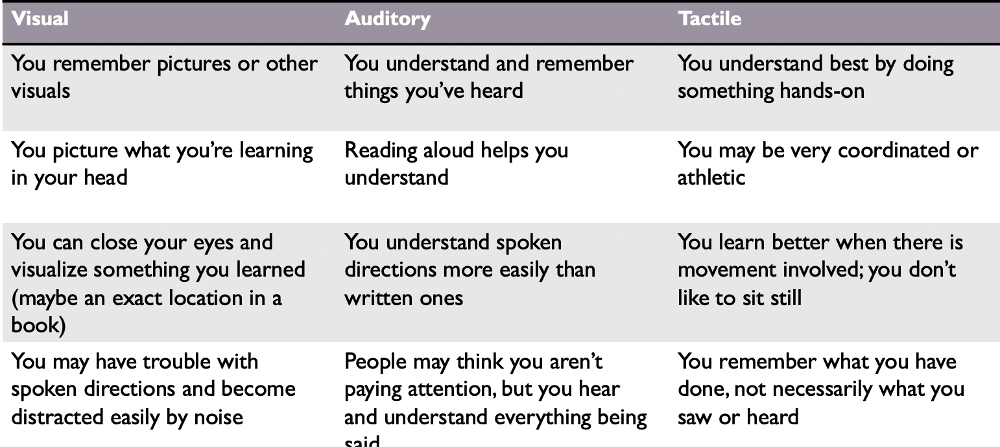 Visual
Auditory
Tactile
You remember pictures or other
visuals
You understand and remember
things you’ve heard
You understand best by doing
something hands-on
You picture what you’re learning
in your head
Reading aloud helps you
understand
You may be very coordinated or
athletic
You can close your eyes and
visualize something you learned
(maybe an exact location in a
book)
You understand spoken
directions more easily than
written ones
You learn better when there is
movement involved; you don’t
like to sit still
You may have trouble with
spoken directions and become
distracted easily by noise
People may think you aren’t
paying attention, but you hear
and understand everything being
said
You remember what you have
done, not necessarily what you
saw or heard